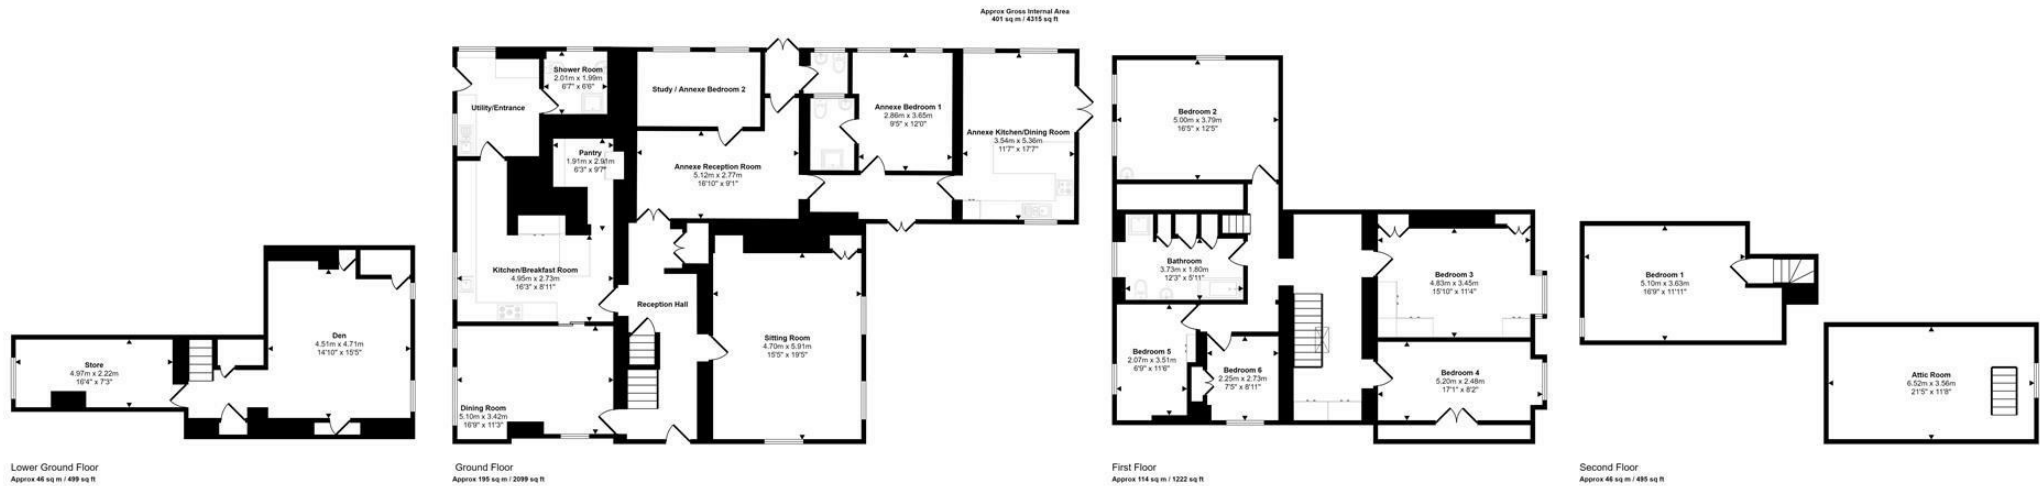 Approx Gross Internal Area
401 sq m / 4315 sq ft
Den
4.51m x 4.71m
14'10" x 15'5"
Store
4.97m x 2.22m
16'4" x 7'3"
Lower Ground Floor
Approx 46 sq m / 499 sq ft
Shower Room
2.01m x 1.99m
6'7" x 6'6"
Utility/Entrance
Study / Annexe Bedroom 2
Pantry
1.91m x 2.91m
6'3" x 9'7"
Annexe Reception Room
5.12m x 2.77m
16'10" x 9'1"
Annexe Bedroom 1
2.86m x 3.65m
9'5" x 12'0"
Annexe Kitchen/Dining Room
3.54m x 5.36m
11'7" x 17'7"
Kitchen/Breakfast Room
4.95m x 2.73m
16'3" x 8'11"
Reception Hall
Sitting Room
4.70m x 5.91m
15'5" x 19'5"
Dining Room
5.10m x 3.42m
16'9" x 11'3"
Ground Floor
Approx 195 sq m / 2099 sq ft
Bedroom 2
5.00m x 3.79m
16'5" x 12'5"
Bathroom
3.73m x 1.80m
12'3" x 5'11"
Bedroom 3
4.83m x 3.45m
15'10" x 11'4"
Bedroom 5
2.07m x 3.51m
6'9" x 11'6"
Bedroom 6
2.25m x 2.73m
7'5" x 8'11"
Bedroom 4
5.20m x 2.48m
17'1" x 8'2"
First Floor
Approx 114 sq m / 1222 sq ft
Bedroom 1
5.10m x 3.63m
16'9" x 11'11"
Attic Room
6.52m x 3.56m
21'5" x 11'8"
Second Floor
Approx 46 sq m / 495 sq ft